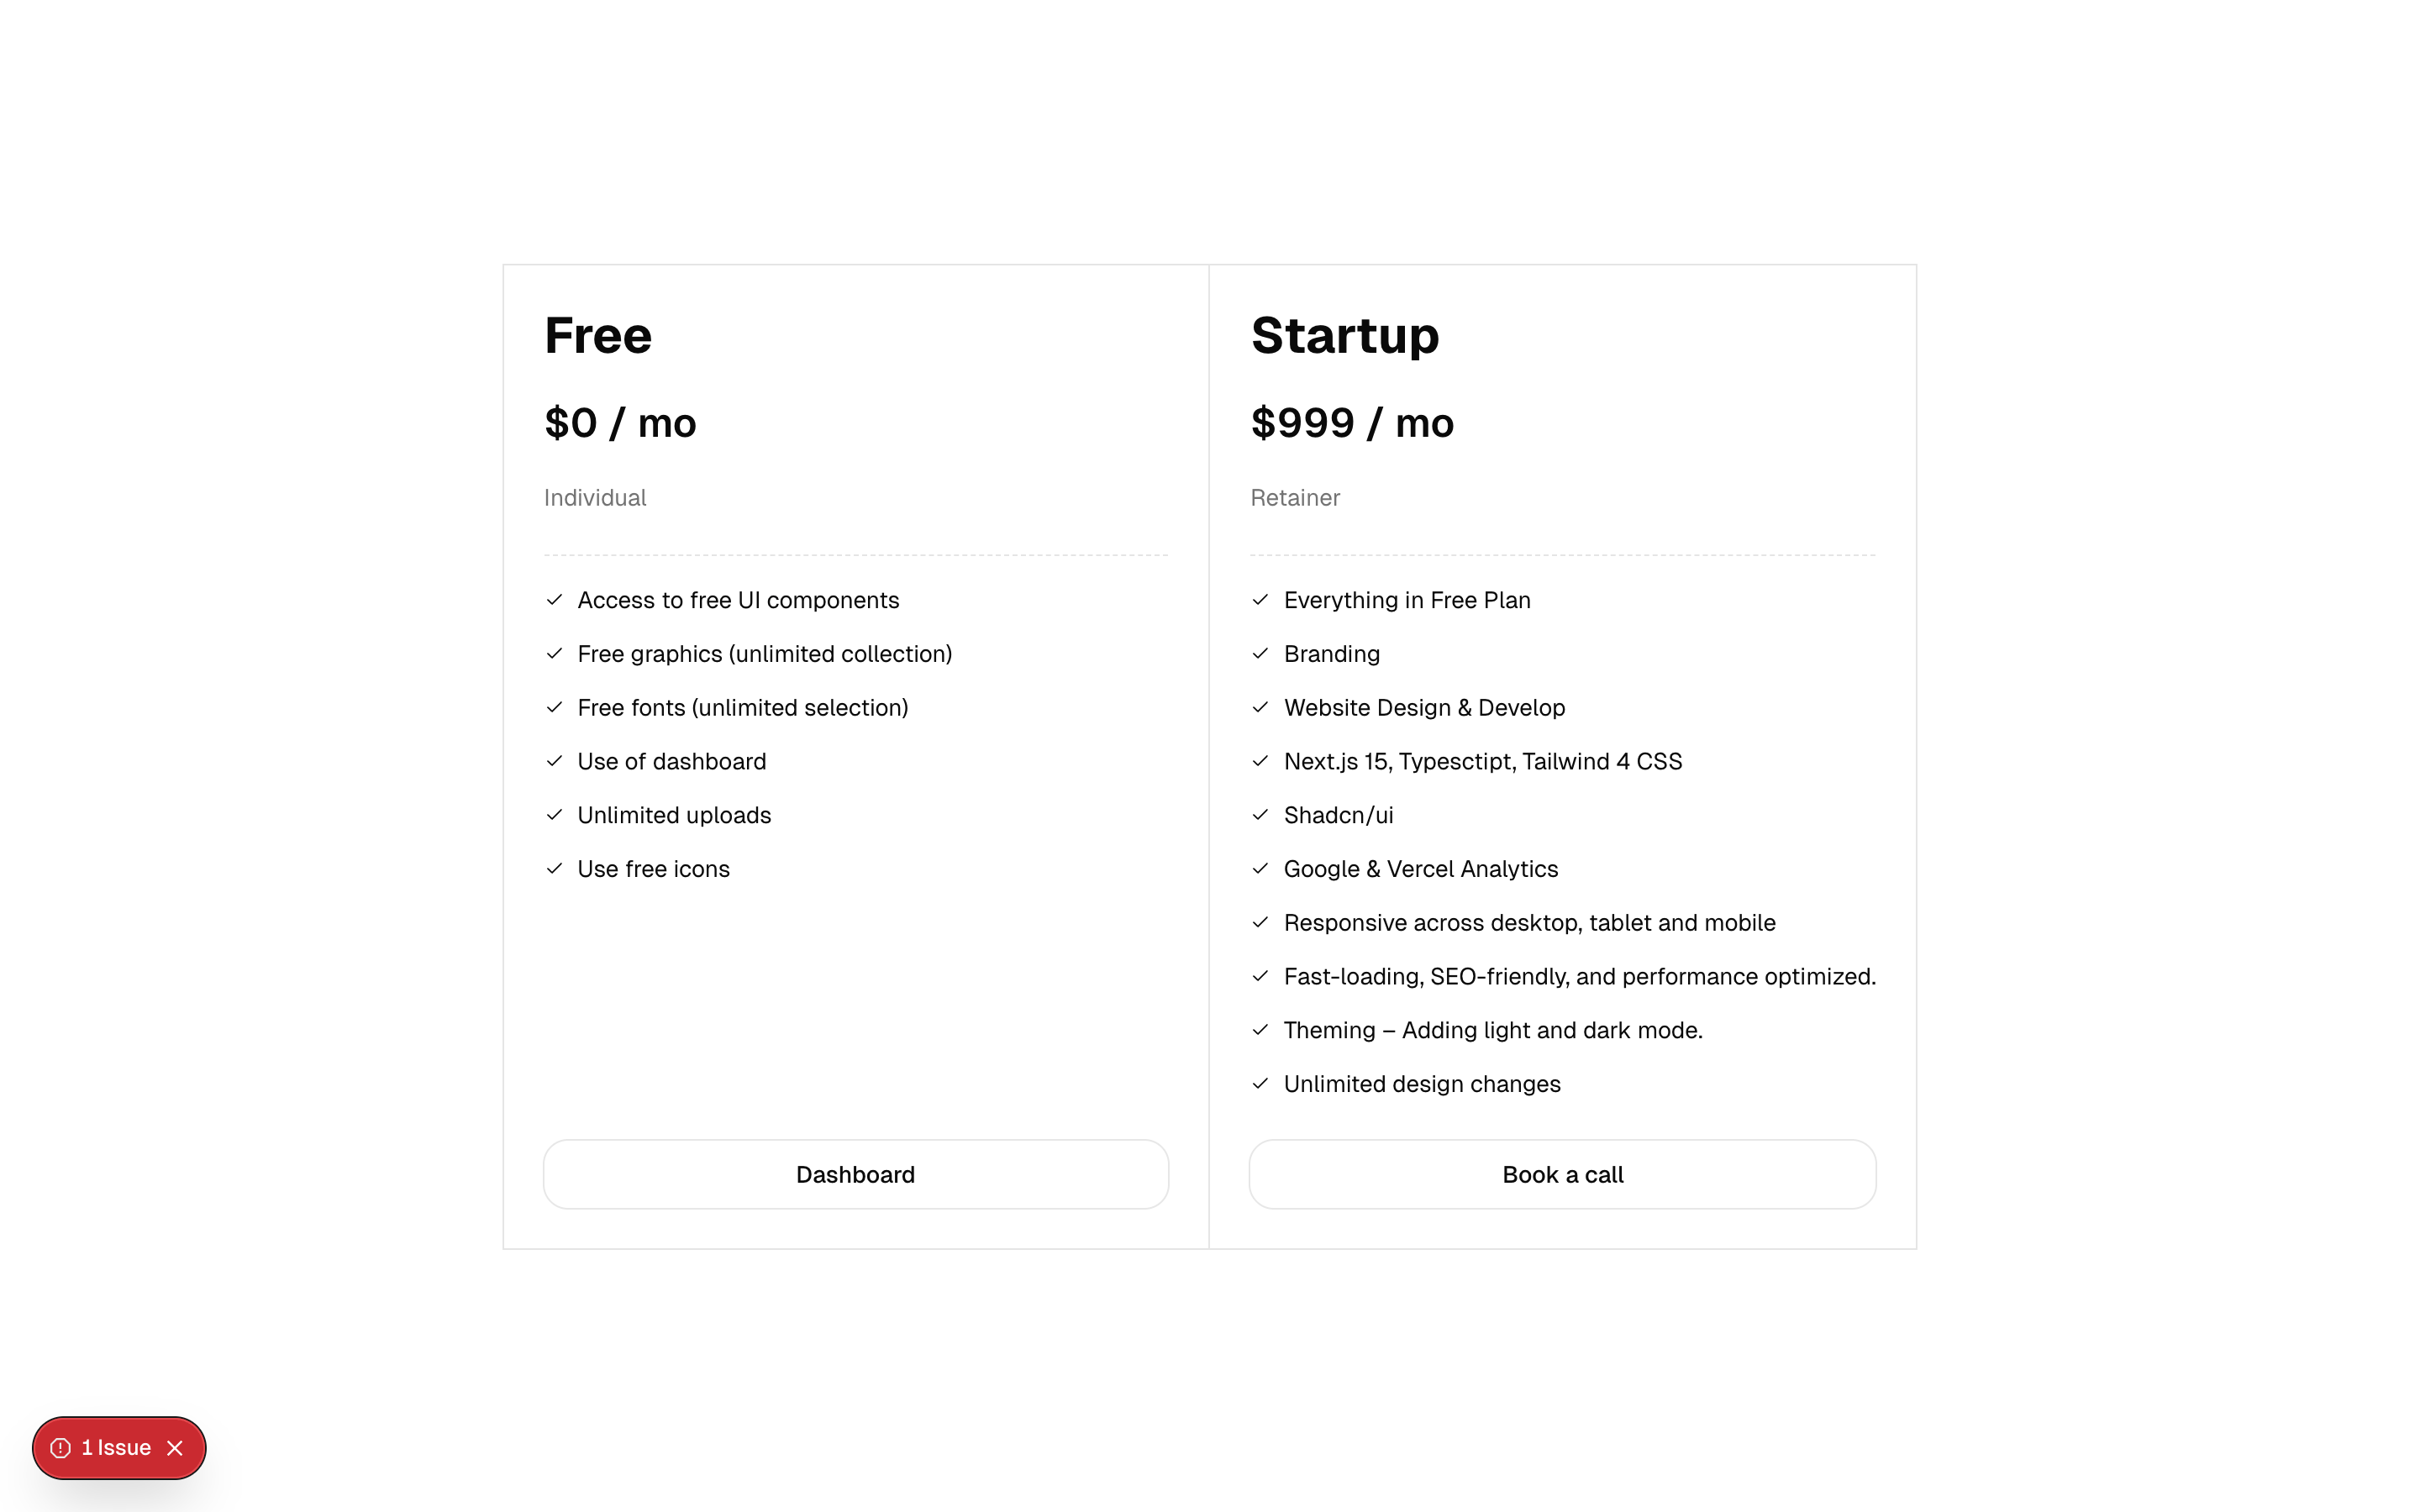 Free
$0 / mo
Individual
Access to free UI components
Free graphics (unlimited collection)
Free fonts (unlimited selection)
Use of dashboard
Unlimited uploads
Use free icons
Dashboard
Startup
$999 / mo
Retainer
Everything in Free Plan
Branding
Website Design & Develop
Next.js 15, Typesctipt, Tailwind 4 CSS
Shadcn/ui
Google & Vercel Analytics
Responsive across desktop, tablet and mobile
Fast-loading, SEO-friendly, and performance optimized.
Theming – Adding light and dark mode.
Unlimited design changes
Book a call
1 Issue